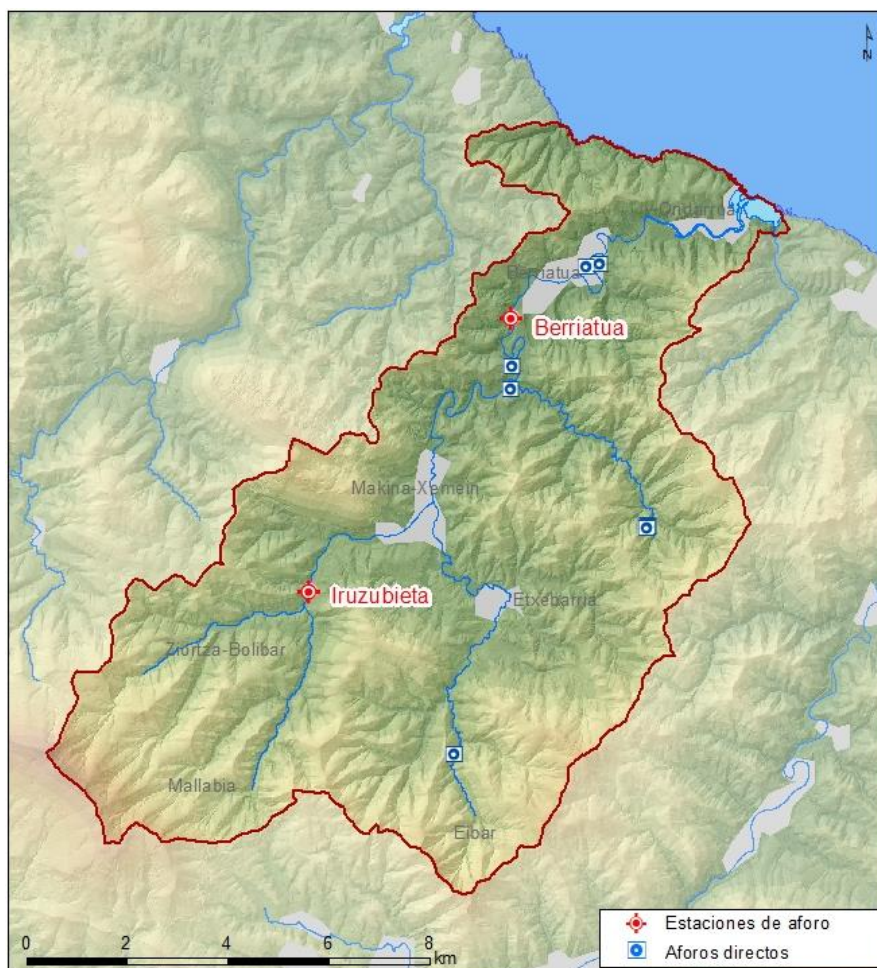 N
Ondarroa
Berriatua
Berriatua
Makina-Xemein
Iruzubieta
Etxebarria
Ziortza-Bolibar
Mallabia
Eibar
0 2 4 6 8
km
Estaciones de aforo
Aforos directos